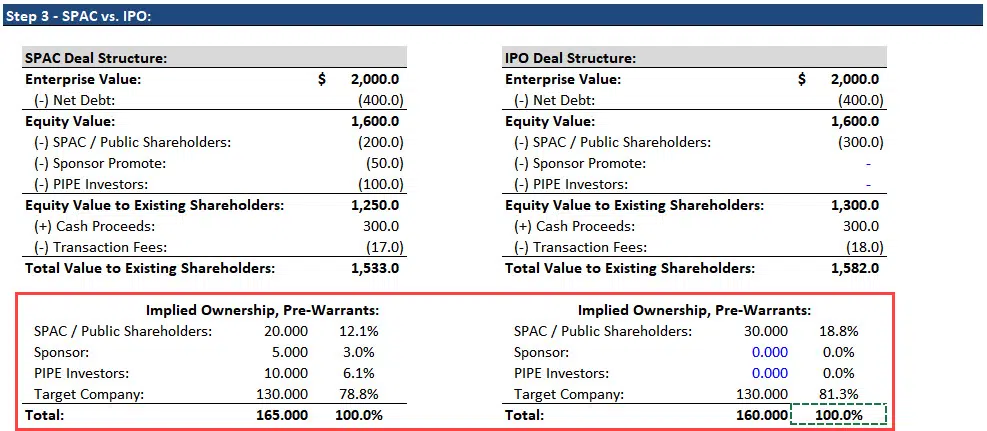 Step 3 - SPAC vs. IPO:
SPAC Deal Structure:
Enterprise Value: $ 2,000.0
(-) Net Debt: (400.0)
Equity Value: 1,600.0
(-) SPAC / Public Shareholders: (200.0)
(-) Sponsor Promote: (50.0)
(-) PIPE Investors: (100.0)
Equity Value to Existing Shareholders: 1,250.0
(+) Cash Proceeds: 300.0
(-) Transaction Fees: (17.0)
Total Value to Existing Shareholders: 1,533.0
Implied Ownership, Pre-Warrants:
SPAC / Public Shareholders: 20.000 12.1%
Sponsor: 5.000 3.0%
PIPE Investors: 10.000 6.1%
Target Company: 130.000 78.8%
Total: 165.000 100.0%
IPO Deal Structure:
Enterprise Value: $ 2,000.0
(-) Net Debt: (400.0)
Equity Value: 1,600.0
(-) SPAC / Public Shareholders: (300.0)
(-) Sponsor Promote: -
(-) PIPE Investors: -
Equity Value to Existing Shareholders: 1,300.0
(+) Cash Proceeds: 300.0
(-) Transaction Fees: (18.0)
Total Value to Existing Shareholders: 1,582.0
Implied Ownership, Pre-Warrants:
SPAC / Public Shareholders: 30.000 18.8%
Sponsor: 0.000 0.0%
PIPE Investors: 0.000 0.0%
Target Company: 130.000 81.3%
Total: 160.000 100.0%